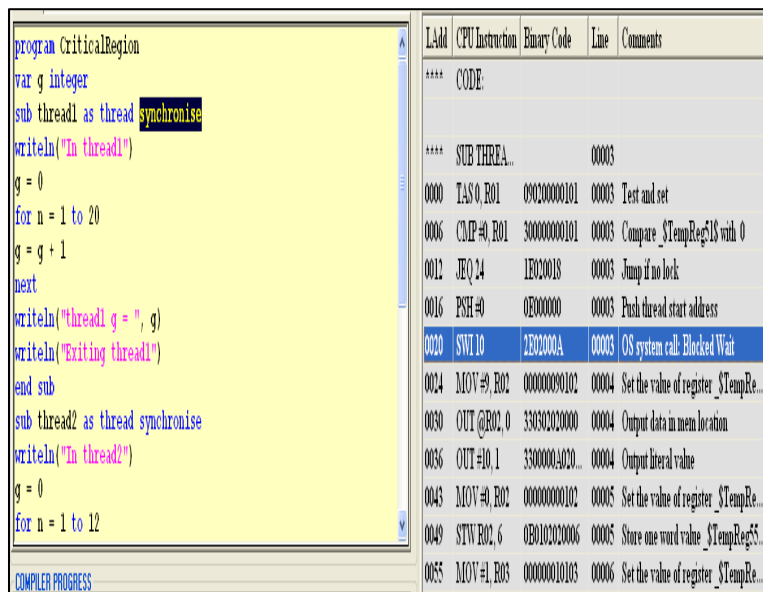 program CriticalRegion
var g integer
sub thread1 as thread synchronise
writeln("In thread1")
g = 0
for n = 1 to 20
g = g + 1
next
writeln("thread1 g = ", g)
writeln("Exiting thread1")
end sub
sub thread2 as thread synchronise
writeln("In thread2")
g = 0
for n = 1 to 12
COMPILER PROGRESS
LAdd CPU Instruction Binary Code Line Comments
**** CODE:
**** SUB THREA... 00003
0000 TAS 0, R01 090200000101 00003 Test and set
0006 CMP #0, R01 300000000101 00003 Compare _$TempReg51$ with 0
0012 JEQ 24 1E020018 00003 Jump if no lock
0016 PSH #0 0F000000 00003 Push thread start address
0020 SWI 10 2E02000A 00003 OS system call: Blocked Wait
0024 MOV #9, R02 000000090102 00004 Set the value of register _$TempRe...
0030 OUT @R02, 0 330302020000 00004 Output data in mem location
0036 OUT #10, 1 3300000A020... 00004 Output literal value
0043 MOV #0, R02 000000000102 00005 Set the value of register _$TempRe...
0049 STW R02, 6 0B0102020006 00005 Store one word value _$TempReg55...
0055 MOV #1, R03 000000010103 00006 Set the value of register _$TempRe...